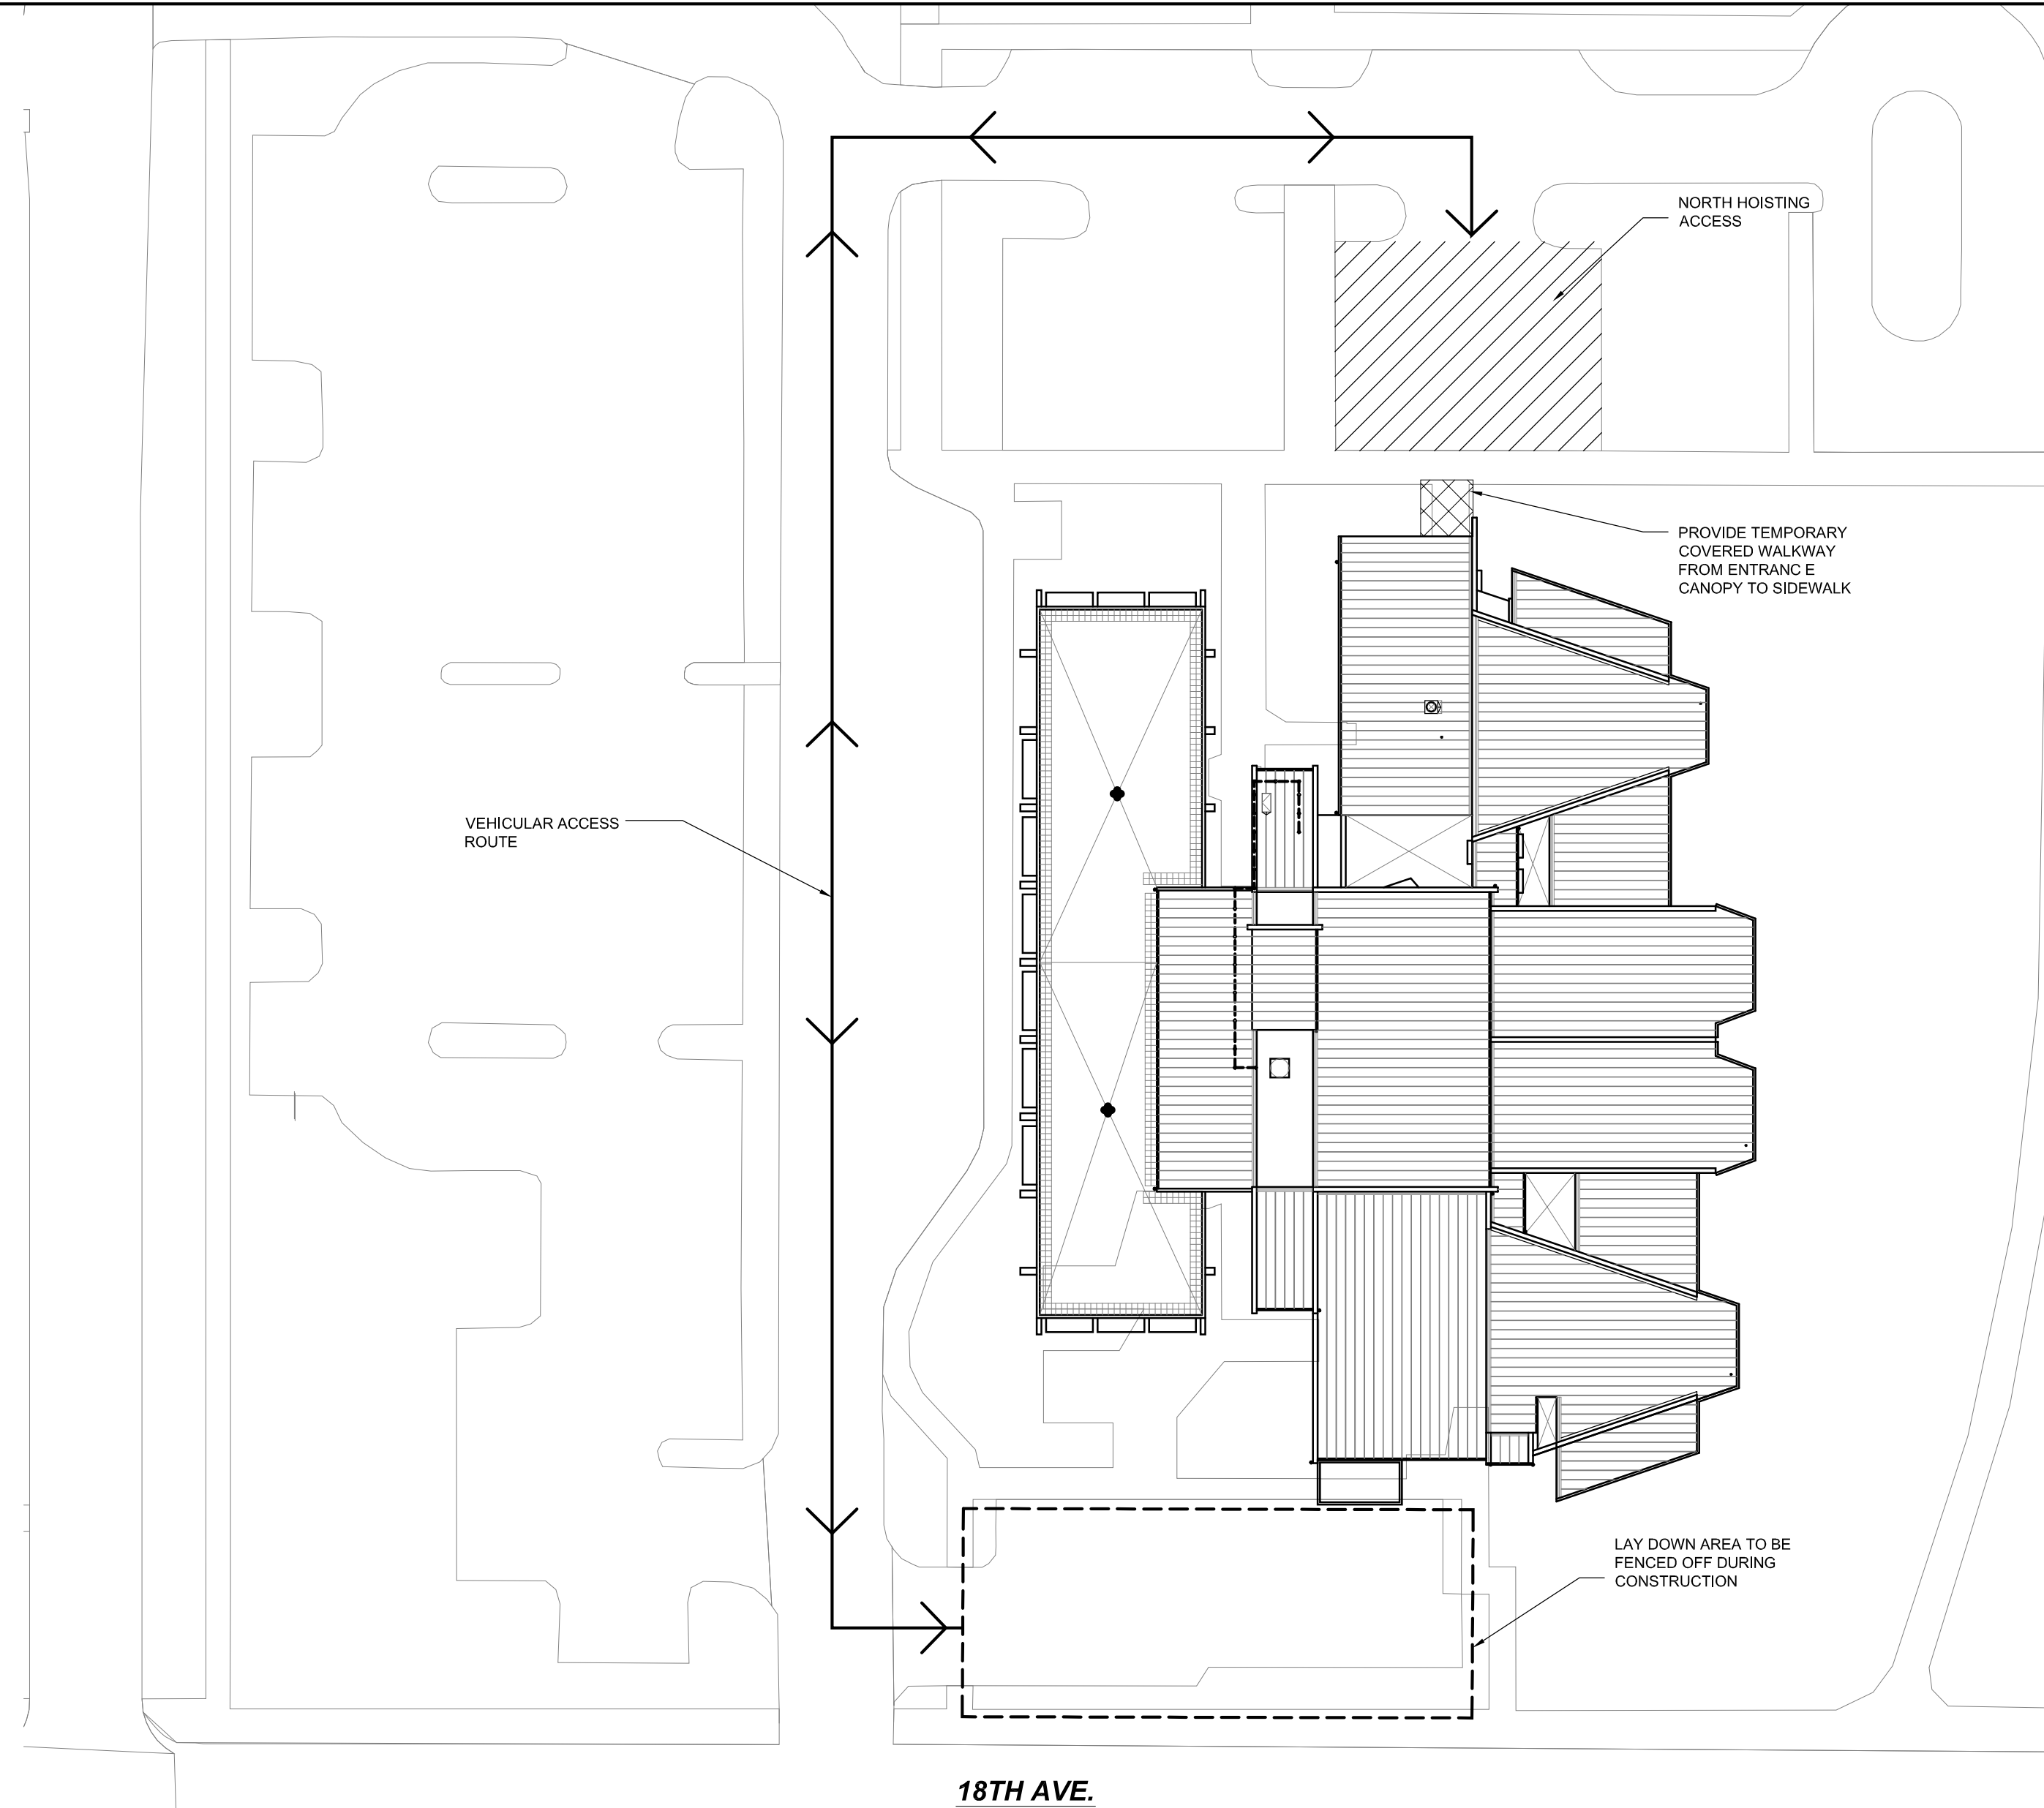 NORTH HOISTING
ACCESS
PROVIDE TEMPORARY
COVERED WALKWAY
FROM ENTRANC E
CANOPY TO SIDEWALK
VEHICULAR ACCESS
ROUTE
LAY DOWN AREA TO BE
FENCED OFF DURING
CONSTRUCTION
18TH AVE.